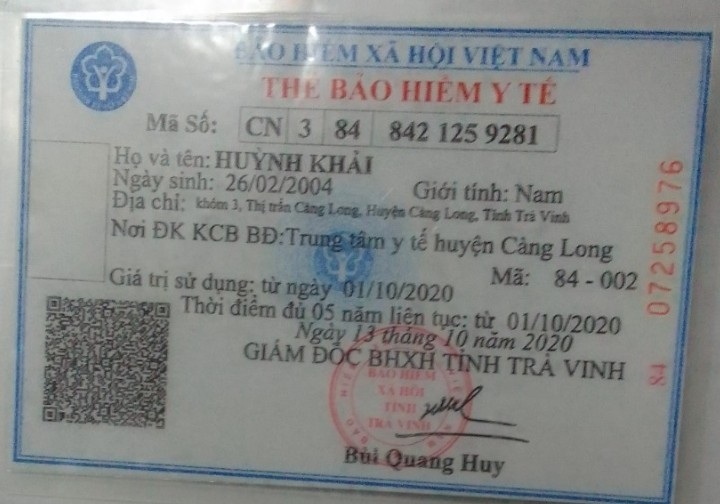 BẢO HIỂM XÃ HỘI VIỆT NAM
THẺ BẢO HIỂM Y TẾ
Mã Số: CN 3 84 842 125 9281
Họ và tên: HUỲNH KHẢI
Ngày sinh: 26/02/2004 Giới tính: Nam
Địa chỉ: khóm 3, Thị trấn Càng Long, Huyện Càng Long, Tỉnh Trà Vinh
Nơi ĐK KCB BĐ:Trung tâm y tế huyện Càng Long
Mã: 84 - 002
Giá trị sử dụng: từ ngày 01/10/2020
Thời điểm đủ 05 năm liên tục: từ 01/10/2020
Ngày 13 tháng 10 năm 2020
GIÁM ĐỐC BHXH TỈNH TRÀ VINH
BẢO HIỂM
XÃ HỘI
TỈNH
TRÀ VINH
Bùi Quang Huy
84 07258976